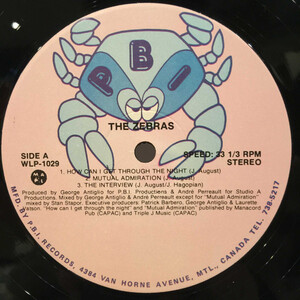 P B I
THE ZEBRAS
SIDE A
WLP-1029
SPEED: 33 1/3 RPM
STEREO
1. HOW CAN I GET THROUGH THE NIGHT (J. August)
2. MUTUAL ADMIRATION (J. August)
3. THE INTERVIEW (J. August/J. Hagopian)
Produced by George Antiglio for P.B.I. Productions and André Perreault for Studio A
Productions. Mixed by George Antiglio & André Perreault except for "Mutual Admiration"
mixed by Stan Stapor. Executive producers Patrick Berbero, George Antiglio & Laurette
"How can I get through the night" and "Mutual admiration" published by Manacord
Pub (CAPAC) and Triple J Music (CAPAC)
MFD. BY P.B.I. RECORDS, 4384 VAN HORNE AVENUE, MTL., CANADA TEL. 738-5217